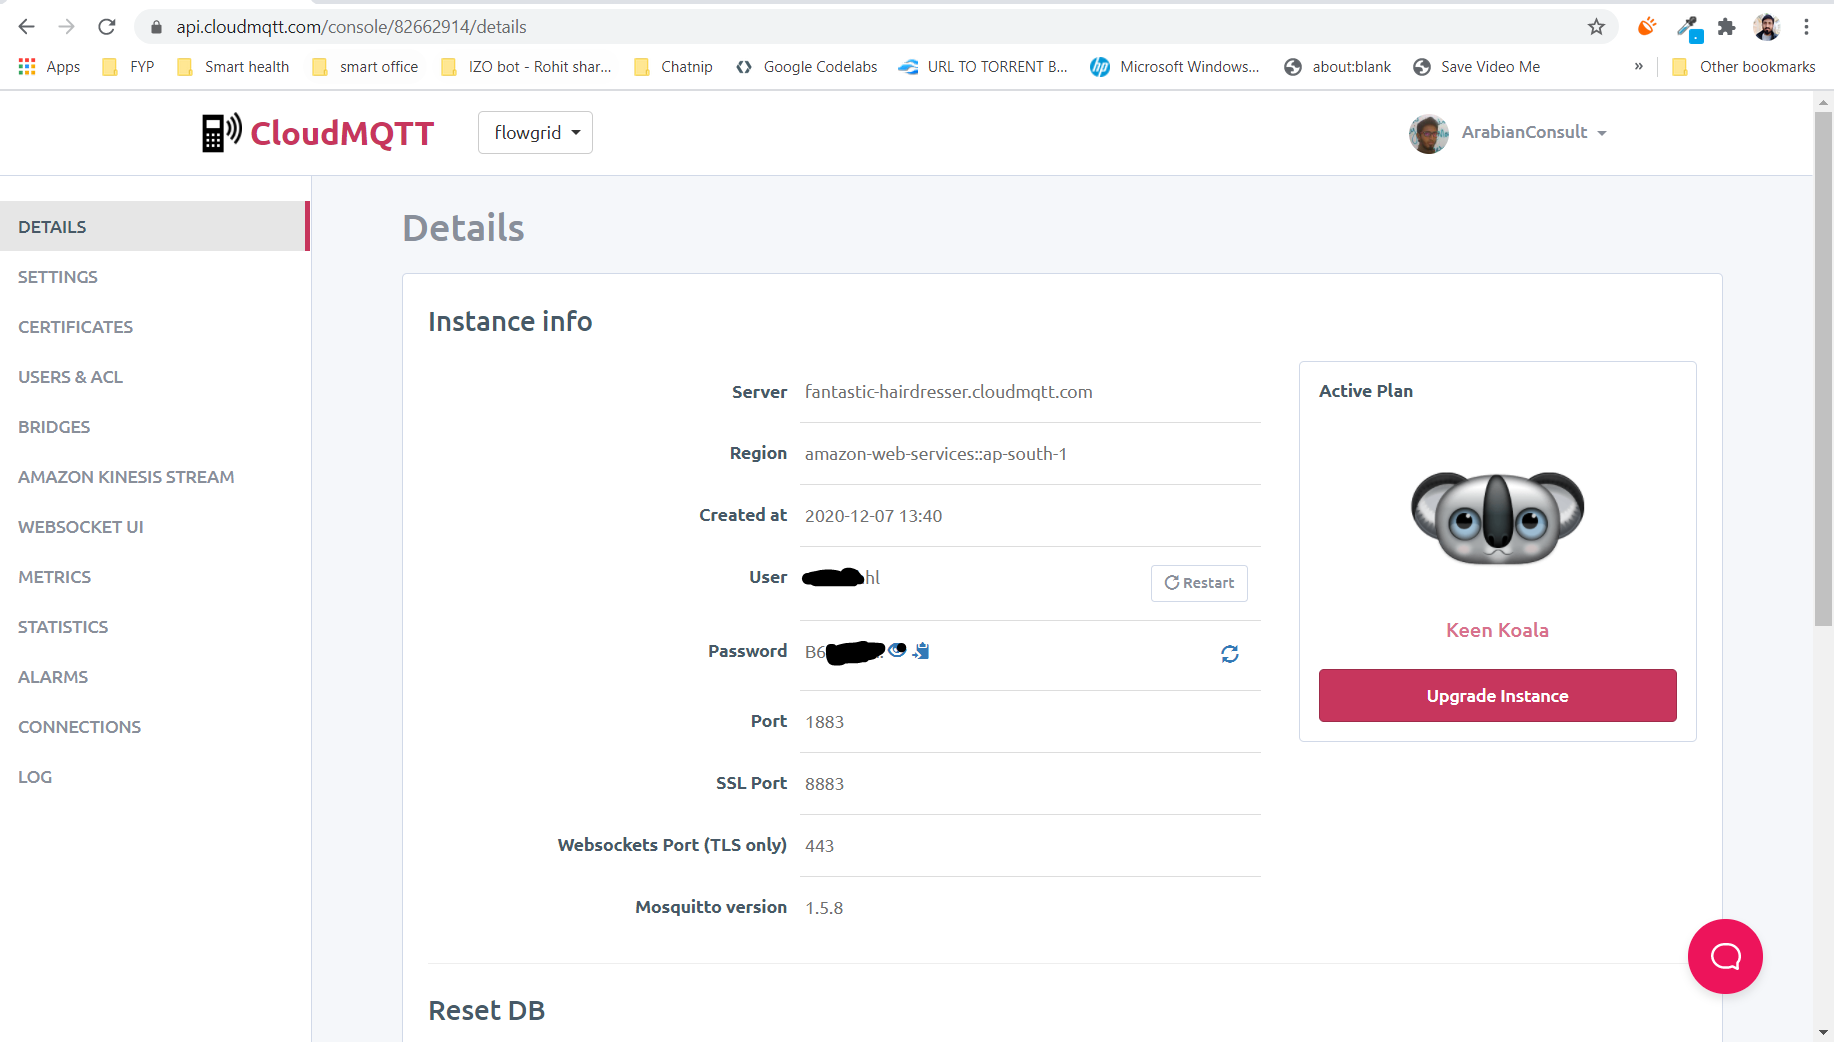 api.cloudmqtt.com/console/82662914/details
Apps FYP Smart health smart office IZO bot - Rohit shar... Chatnip Google Codelabs URL TO TORRENT B... Microsoft Windows... about:blank Save Video Me » Other bookmarks
CloudMQTT flowgrid ArabianConsult
DETAILS
SETTINGS
CERTIFICATES
USERS & ACL
BRIDGES
AMAZON KINESIS STREAM
WEBSOCKET UI
METRICS
STATISTICS
ALARMS
CONNECTIONS
LOG
Details
Instance info
Server fantastic-hairdresser.cloudmqtt.com
Region amazon-web-services::ap-south-1
Created at 2020-12-07 13:40
User hl Restart
Password B6
Port 1883
SSL Port 8883
Websockets Port (TLS only) 443
Mosquitto version 1.5.8
Active Plan
Keen Koala
Upgrade Instance
Reset DB